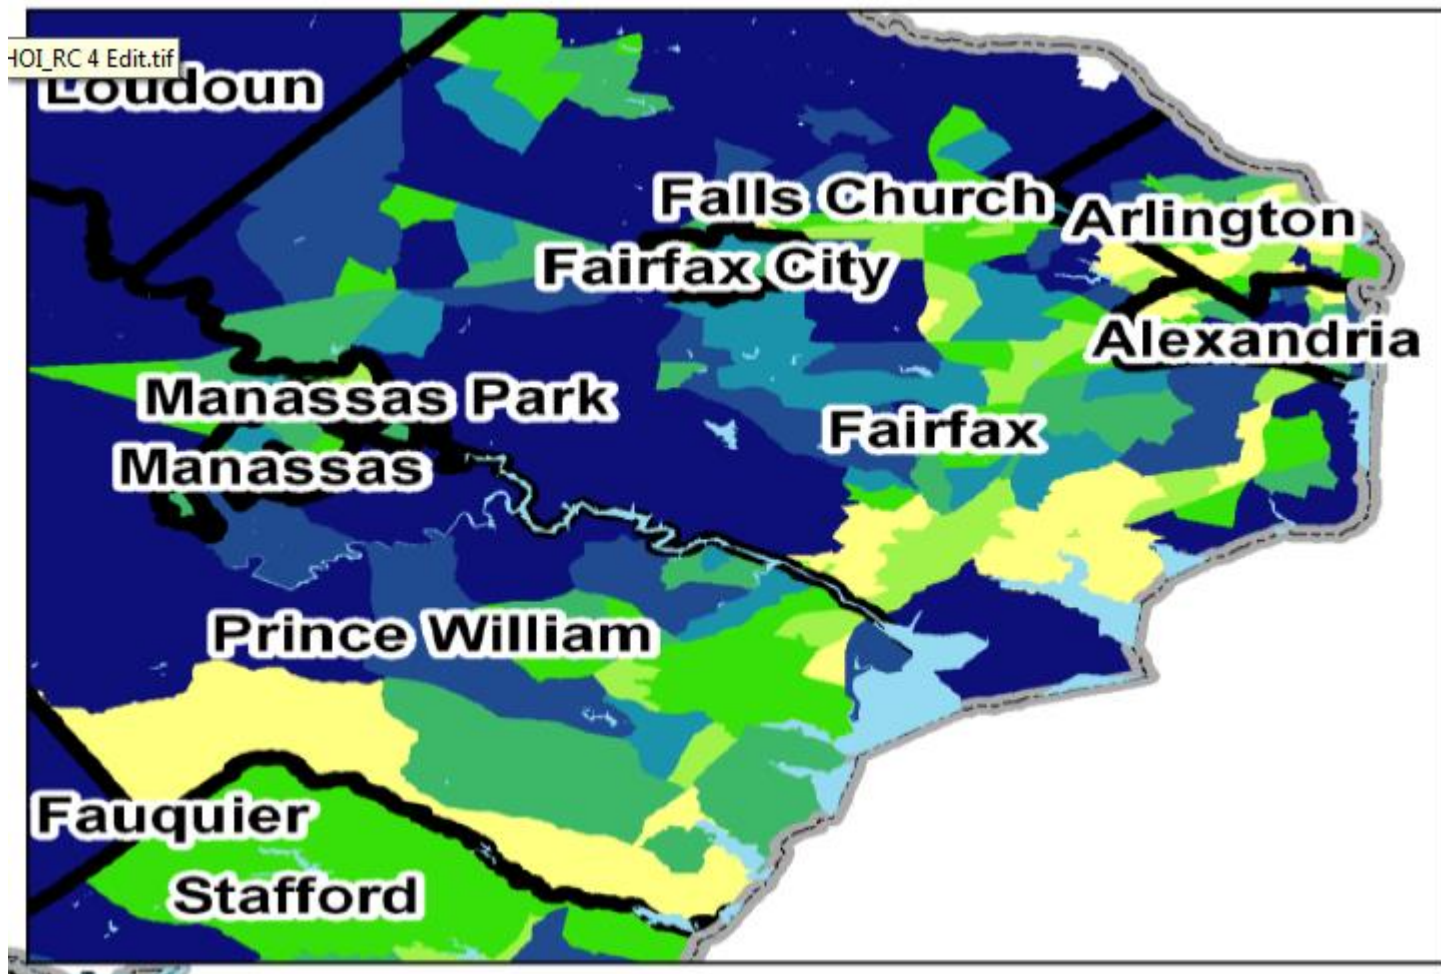 HOI_RC 4 Edit.tif
Loudoun
Falls Church
Arlington
Fairfax City
Alexandria
Manassas Park
Fairfax
Manassas
Prince William
Fauquier
Stafford